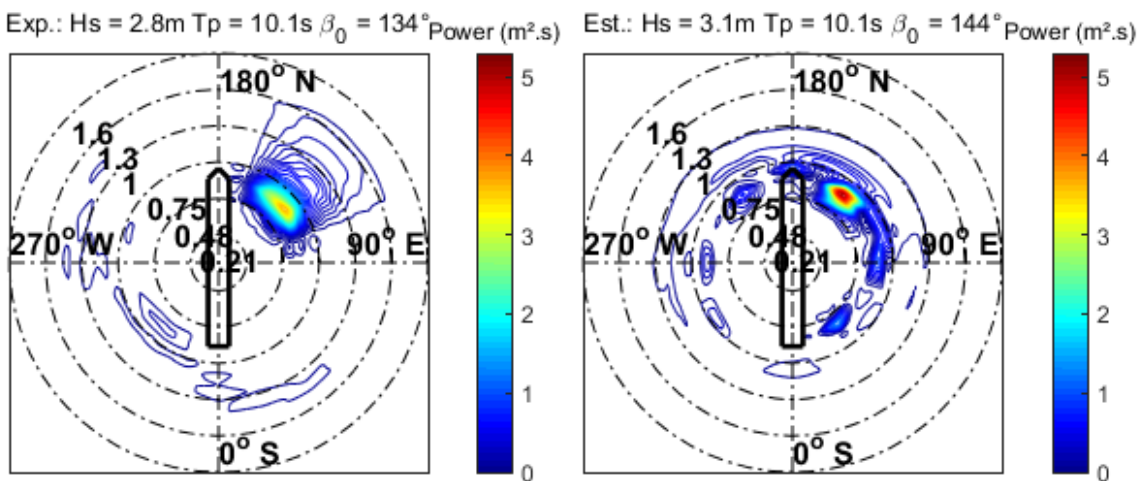 Exp.: Hs = 2.8m Tp = 10.1s β₀ = 134° Power (m².s)
180° N
1.6
1.3
1
0.75
0.48
0.21
270° W
90° E
0° S
5
4
3
2
1
0
Est.: Hs = 3.1m Tp = 10.1s β₀ = 144° Power (m².s)
180° N
1.6
1.3
1
0.75
0.48
0.21
270° W
90° E
0° S
5
4
3
2
1
0